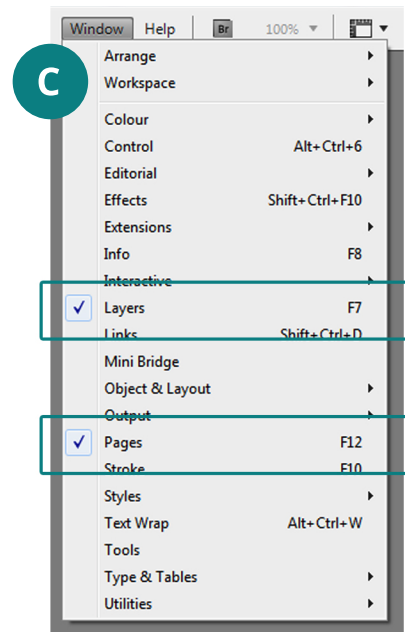 Window Help Br 100%
C
Arrange
Workspace
Colour
Control Alt+Ctrl+6
Editorial
Effects Shift+Ctrl+F10
Extensions
Info F8
Interactive
Layers F7
Links Shift+Ctrl+D
Mini Bridge
Object & Layout
Output
Pages F12
Stroke F10
Styles
Text Wrap Alt+Ctrl+W
Tools
Type & Tables
Utilities